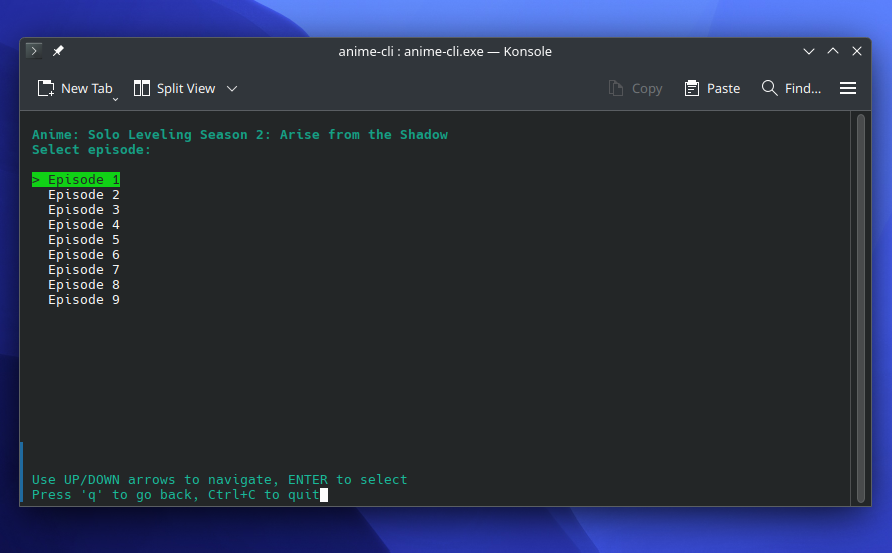 anime-cli : anime-cli.exe — Konsole
New Tab Split View Copy Paste Find...
Anime: Solo Leveling Season 2: Arise from the Shadow
Select episode:
> Episode 1
Episode 2
Episode 3
Episode 4
Episode 5
Episode 6
Episode 7
Episode 8
Episode 9
Use UP/DOWN arrows to navigate, ENTER to select
Press 'q' to go back, Ctrl+C to quit